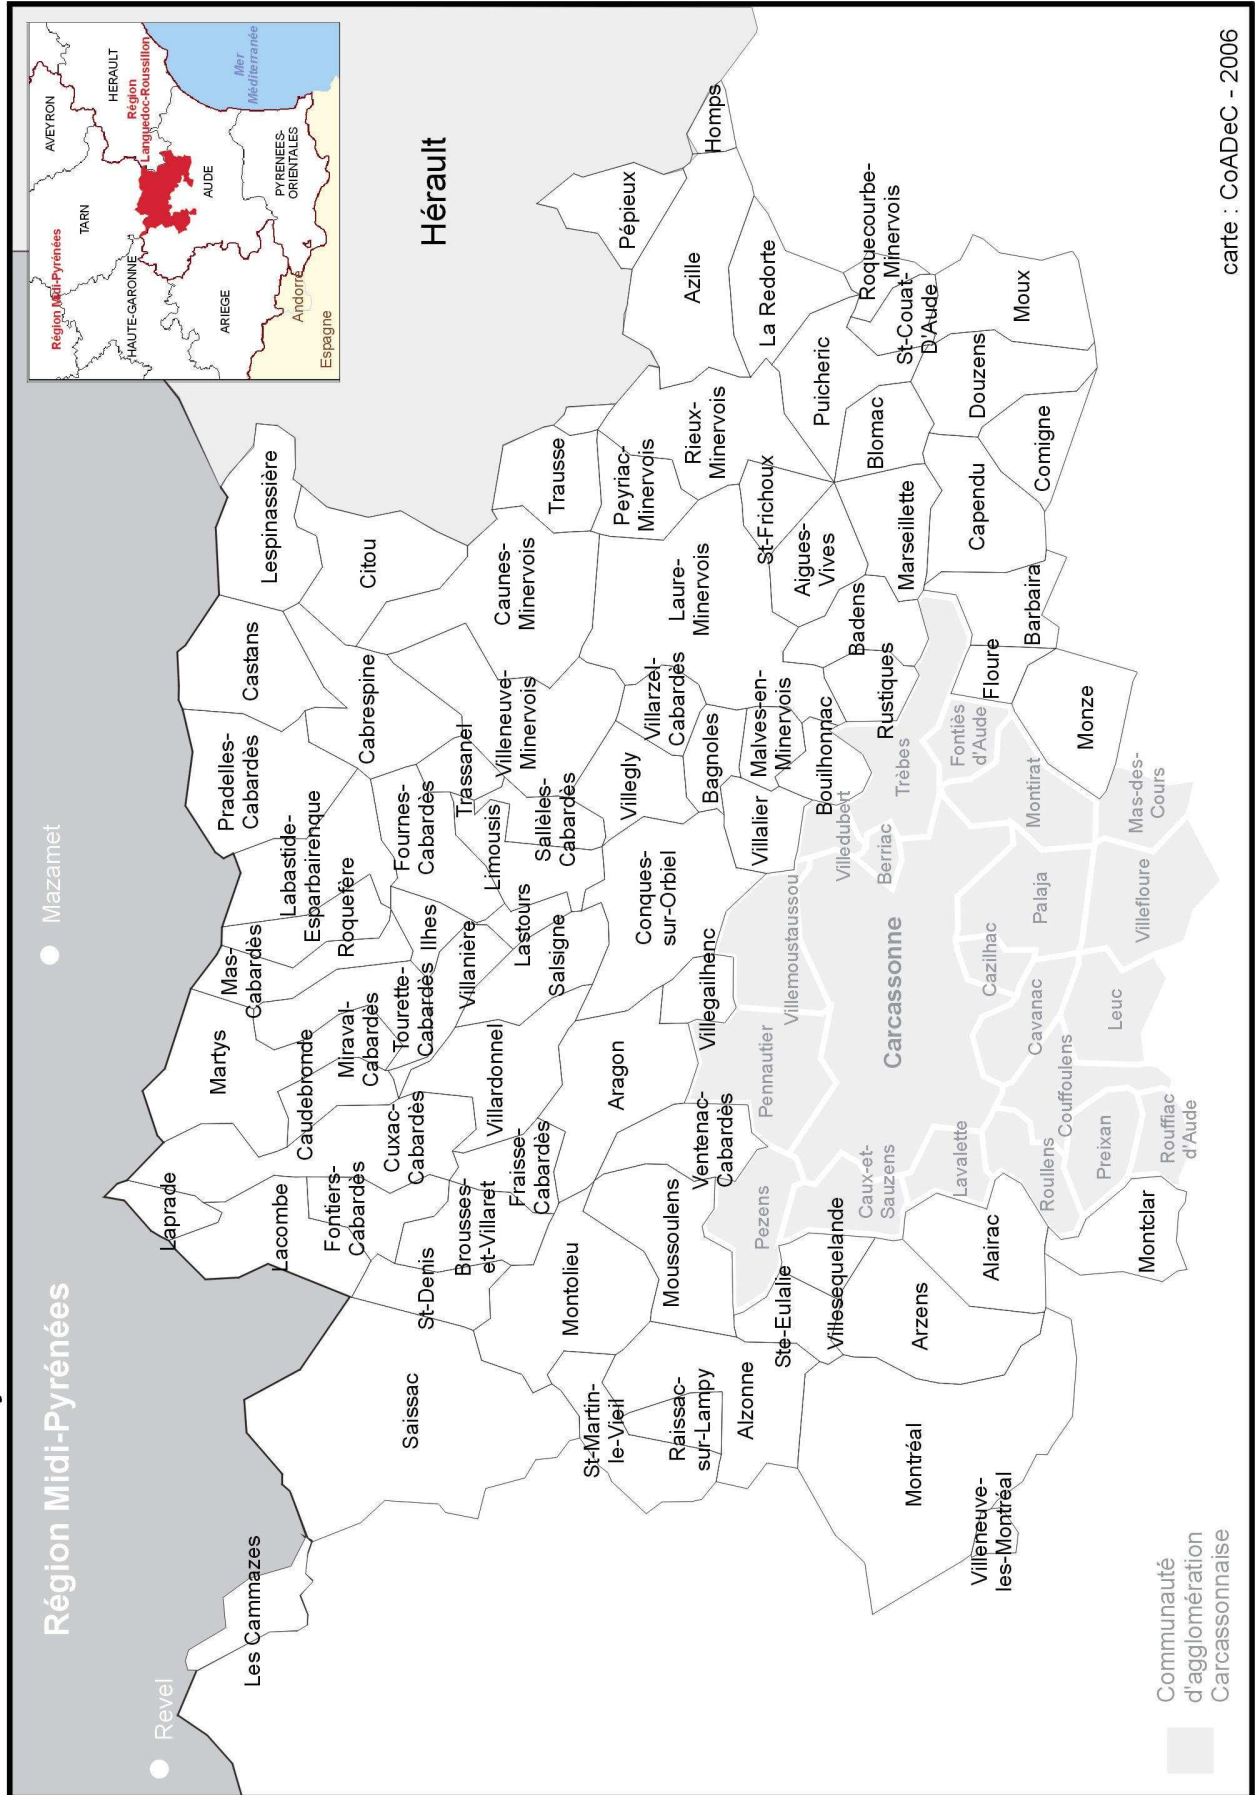 Région Midi-Pyrénées
Revel
Mazamet
Hérault
Région Midi-Pyrénées
AVEYRON
TARN
HERAULT
Région
Languedoc-Roussillon
HAUTE-GARONNE
AUDE
ARIEGE
PYRENEES-
ORIENTALES
Mer
Méditerranée
Andorre
Espagne
Les Cammazes
Laprade
Martys
Lacombe
Caudebronde
Mas-
Cabardès
Pradelles-
Cabardès
Castans
Lespinassière
Labastide-
Esparbairenque
Roquefère
Fontiers-
Cabardès
Miraval-
Cabardès
Cabrespine
Citou
Saissac
St-Denis
Cuxac-
Cabardès
Tourette-
Cabardès
Ilhes
Fournes-
Cabardès
Brousses-
et-Villaret
Villardonnel
Villanière
Limousis
Trassanel
Villeneuve-
Minervois
Caunes-
Minervois
Trausse
Fraisse-
Cabardès
Salsigne
Lastours
Sallèles-
Cabardès
Montolieu
Aragon
Conques-
sur-Orbiel
Villegly
Villarzel-
Cabardès
Laure-
Minervois
Peyriac-
Minervois
Pépieux
St-Martin-
le-Vieil
Moussoulens
Ventenac-
Cabardès
Villegailhenc
Bagnoles
Rieux-
Minervois
Azille
Homps
Raissac-
sur-Lampy
Alzonne
Villalier
Malves-en-
Minervois
St-Frichoux
La Redorte
Ste-Eulalie
Pezens
Pennautier
Villemoustaussou
Villedubert
Bouilhonnac
Badens
Aigues-
Vives
Puicheric
Roquecourbe-
Minervois
Villesequelande
Caux-et-
Sauzens
Carcassonne
Berriac
Trèbes
Rustiques
Marseillette
Blomac
St-Couat-
D'Aude
Montréal
Arzens
Alairac
Lavalette
Cazilhac
Fontiès
d'Aude
Floure
Capendu
Douzens
Moux
Villeneuve-
les-Montréal
Roullens
Couffoulens
Cavanac
Palaja
Montirat
Monze
Barbaira
Comigne
Montclar
Preixan
Rouffiac
d'Aude
Leuc
Villefloure
Mas-des-
Cours
Communauté
d'agglomération
Carcassonnaise
carte : CoADeC - 2006